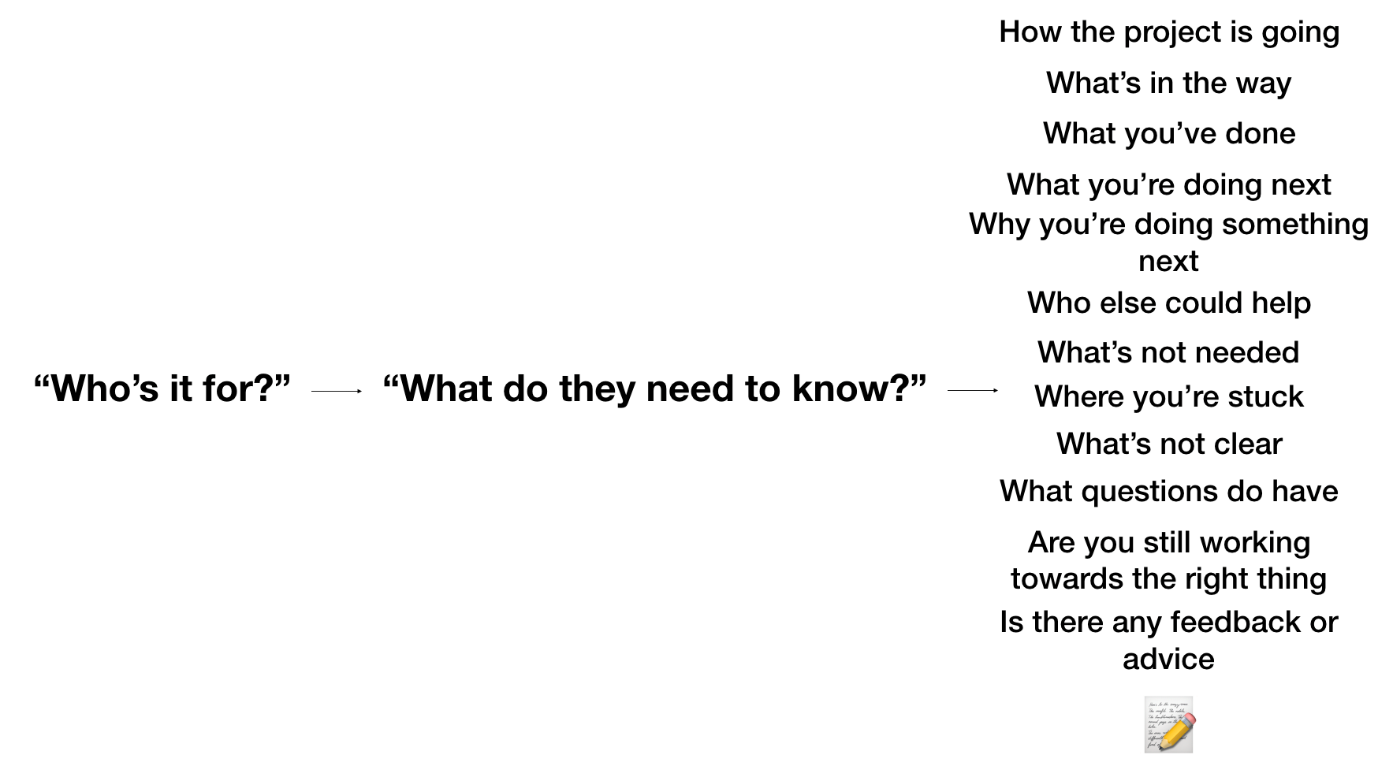 How the project is going
What’s in the way
What you’ve done
What you’re doing next
Why you’re doing something
next
Who else could help
What’s not needed
“Who’s it for?” “What do they need to know?” Where you’re stuck
What’s not clear
What questions do have
Are you still working
towards the right thing
Is there any feedback or
advice